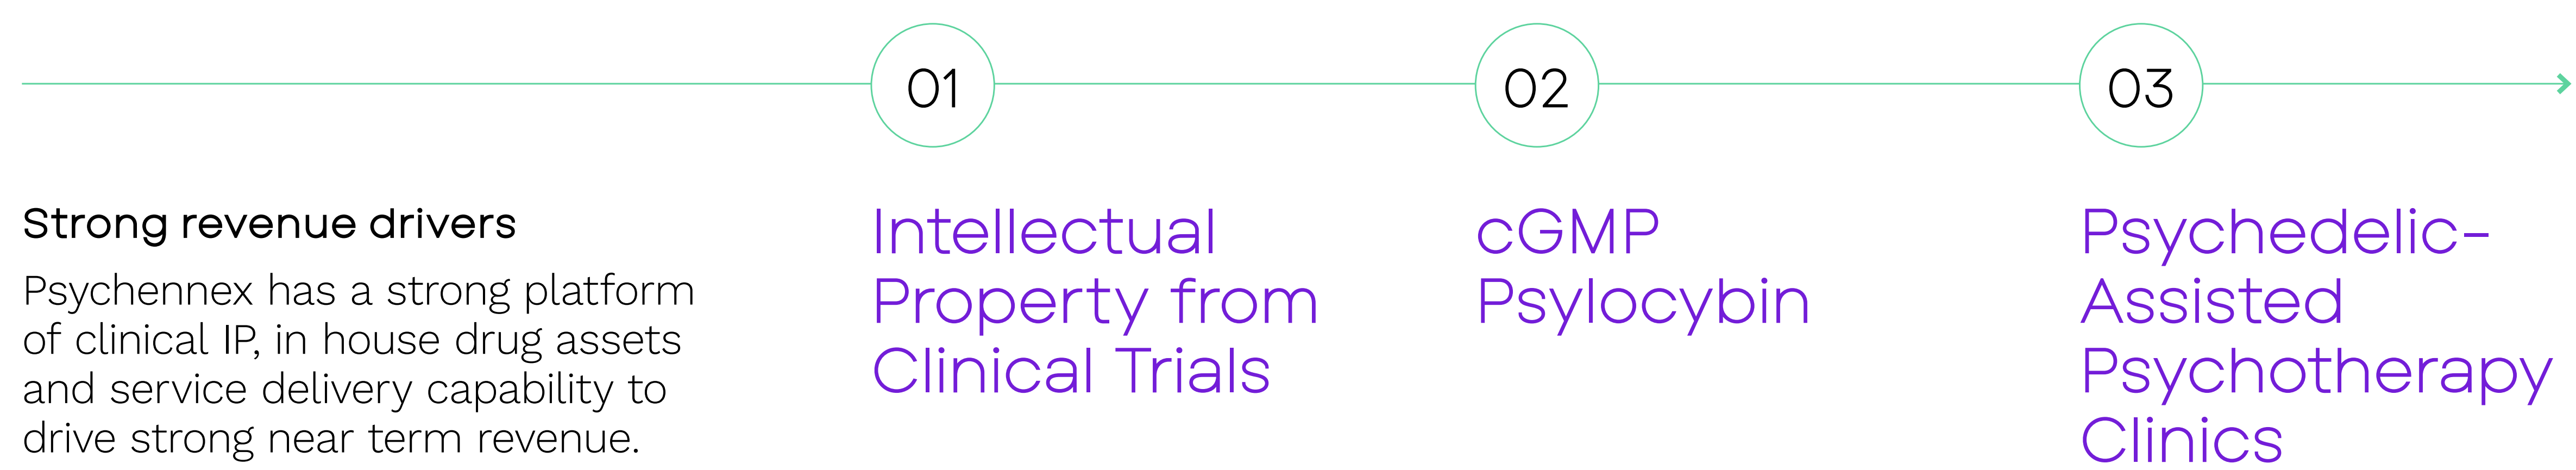 01
02
03
Strong revenue drivers
Psychennex has a strong platform
of clinical IP, in house drug assets
and service delivery capability to
drive strong near term revenue.
Intellectual
Property from
Clinical Trials
cGMP
Psylocybin
Psychedelic-
Assisted
Psychotherapy
Clinics